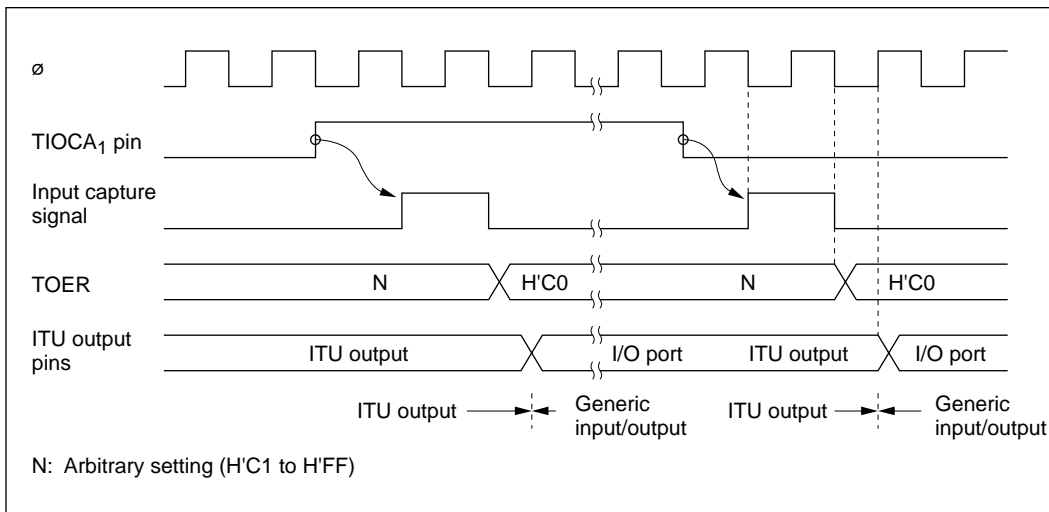 ø
TIOCA1 pin
Input capture
signal
TOER N H'C0 N H'C0
ITU output
pins
ITU output I/O port ITU output I/O port
ITU output Generic
input/output
ITU output Generic
input/output
N: Arbitrary setting (H'C1 to H'FF)